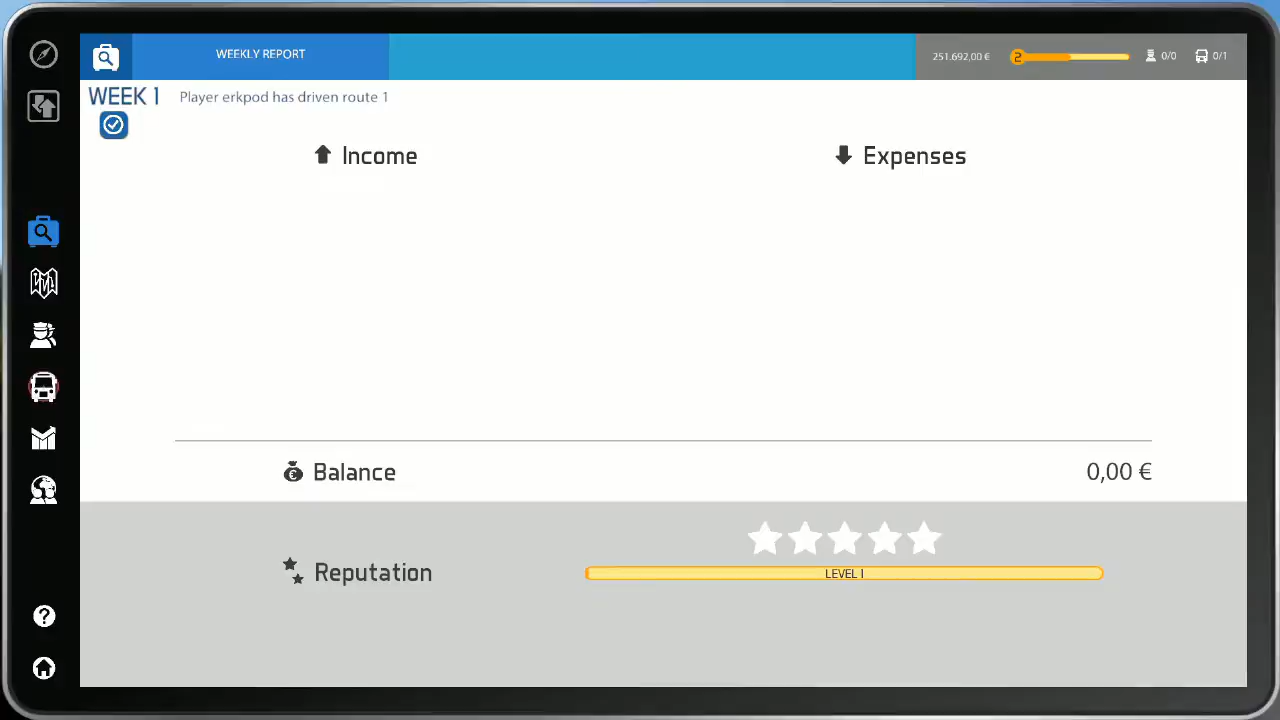 WEEKLY REPORT
251.692,00 €
2
0/0
0/1
WEEK 1
Player erkpod has driven route 1
Income
Expenses
Balance
0,00 €
Reputation
LEVEL I